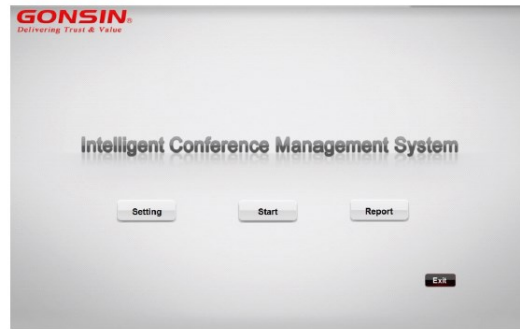 GONSIN®
Delivering Trust & Value
Intelligent Conference Management System
Setting
Start
Report
Exit